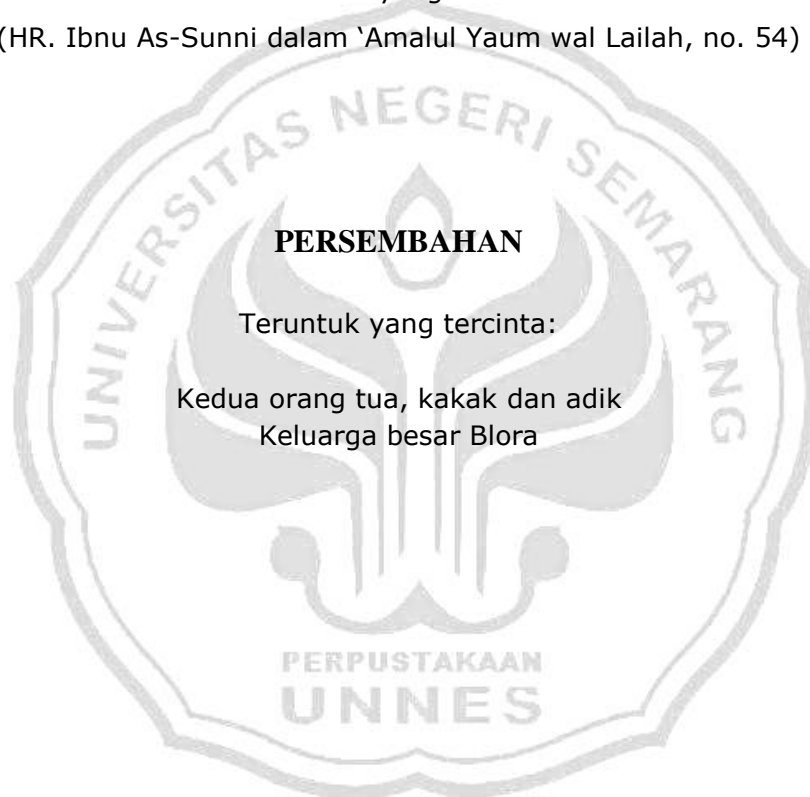 (HR. Ibnu As-Sunni dalam ‘Amalul Yaum wal Lailah, no. 54)
UNIVERSITAS NEGERI SEMARANG
PERSEMBAHAN
Teruntuk yang tercinta:
Kedua orang tua, kakak dan adik
Keluarga besar Blora
PERPUSTAKAAN
UNNES